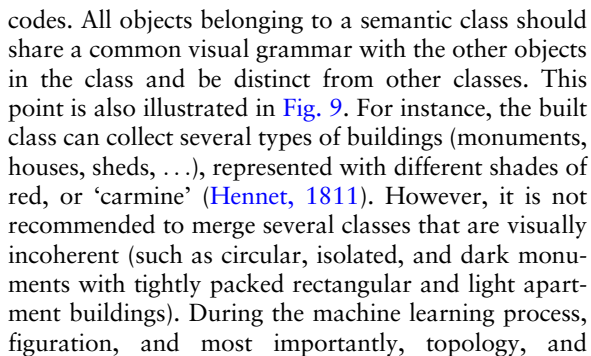 codes. All objects belonging to a semantic class should
share a common visual grammar with the other objects
in the class and be distinct from other classes. This
point is also illustrated in Fig. 9. For instance, the built
class can collect several types of buildings (monuments,
houses, sheds, ...), represented with different shades of
red, or ‘carmine’ (Hennet, 1811). However, it is not
recommended to merge several classes that are visually
incoherent (such as circular, isolated, and dark monu-
ments with tightly packed rectangular and light apart-
ment buildings). During the machine learning process,
figuration, and most importantly, topology, and